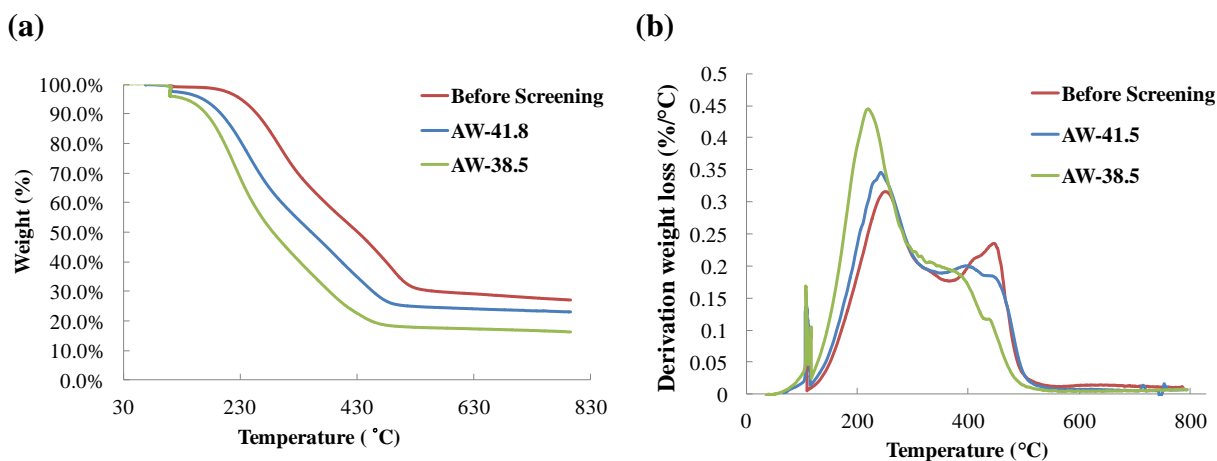 (a)
100.0%
90.0%
80.0%
70.0%
60.0%
50.0%
40.0%
30.0%
20.0%
10.0%
0.0%
Weight (%)
30 230 430 630 830
Temperature ( °C)
Before Screening
AW-41.8
AW-38.5
(b)
0.5
0.45
0.4
0.35
0.3
0.25
0.2
0.15
0.1
0.05
0
Derivation weight loss (%/°C)
0 200 400 600 800
Temperature (°C)
Before Screening
AW-41.5
AW-38.5